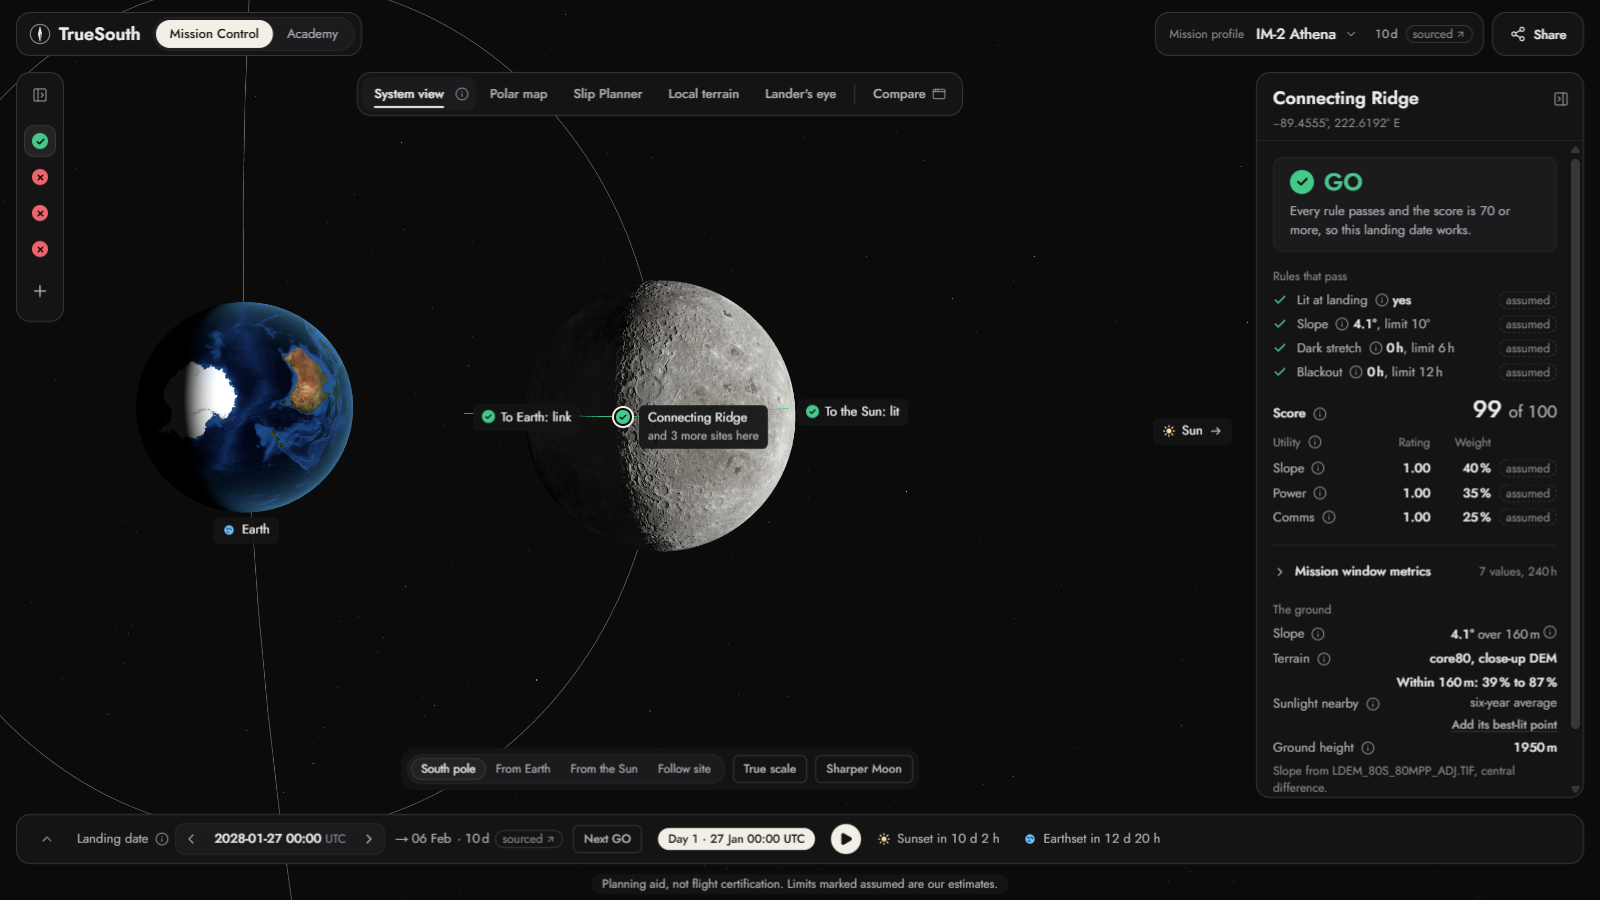 TrueSouth
Mission Control
Academy
Mission profile IM-2 Athena 10 d sourced ↗
Share
System view
Polar map
Slip Planner
Local terrain
Lander's eye
Compare
Connecting Ridge
−89.4555°, 222.6192° E
GO
Every rule passes and the score is 70 or
more, so this landing date works.
Rules that pass
Lit at landing yes assumed
Slope 4.1°, limit 10° assumed
Dark stretch 0 h, limit 6 h assumed
Blackout 0 h, limit 12 h assumed
Score 99 of 100
Utility Rating Weight
Slope 1.00 40 % assumed
Power 1.00 35 % assumed
Comms 1.00 25 % assumed
Mission window metrics 7 values, 240 h
The ground
Slope 4.1° over 160 m
Terrain core80, close-up DEM
Within 160 m: 39 % to 87 %
Sunlight nearby six-year average
Add its best-lit point
Ground height 1950 m
Slope from LDEM_80S_80MPP_ADJ.TIF, central
difference.
To Earth: link
Connecting Ridge
and 3 more sites here
To the Sun: lit
Sun →
Earth
South pole
From Earth
From the Sun
Follow site
True scale
Sharper Moon
Landing date 2028-01-27 00:00 UTC → 06 Feb · 10 d sourced ↗
Next GO
Day 1 · 27 Jan 00:00 UTC
Sunset in 10 d 2 h
Earthset in 12 d 20 h
Planning aid, not flight certification. Limits marked assumed are our estimates.